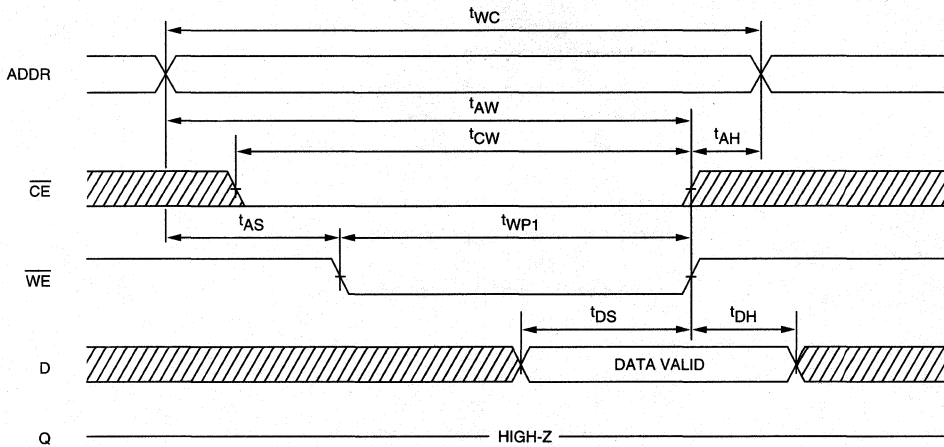 tWC
ADDR
tAW
tCW
tAH
CE
tAS
tWP1
WE
tDS
tDH
D
DATA VALID
Q
HIGH-Z